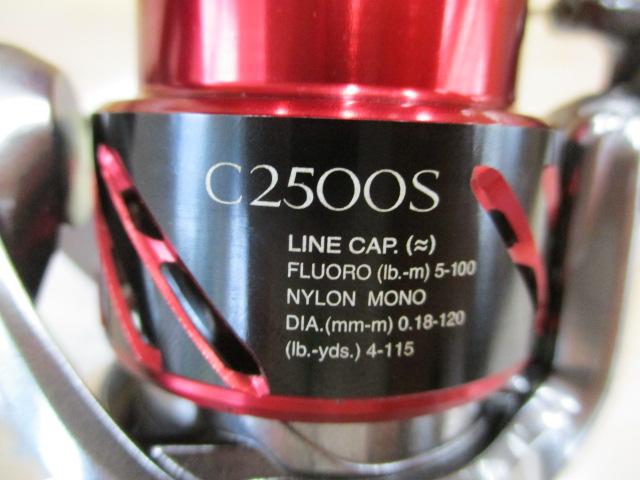 C2500S
LINE CAP. (≈)
FLUORO (lb.-m) 5-100
NYLON MONO
DIA.(mm-m) 0.18-120
(lb.-yds.) 4-115